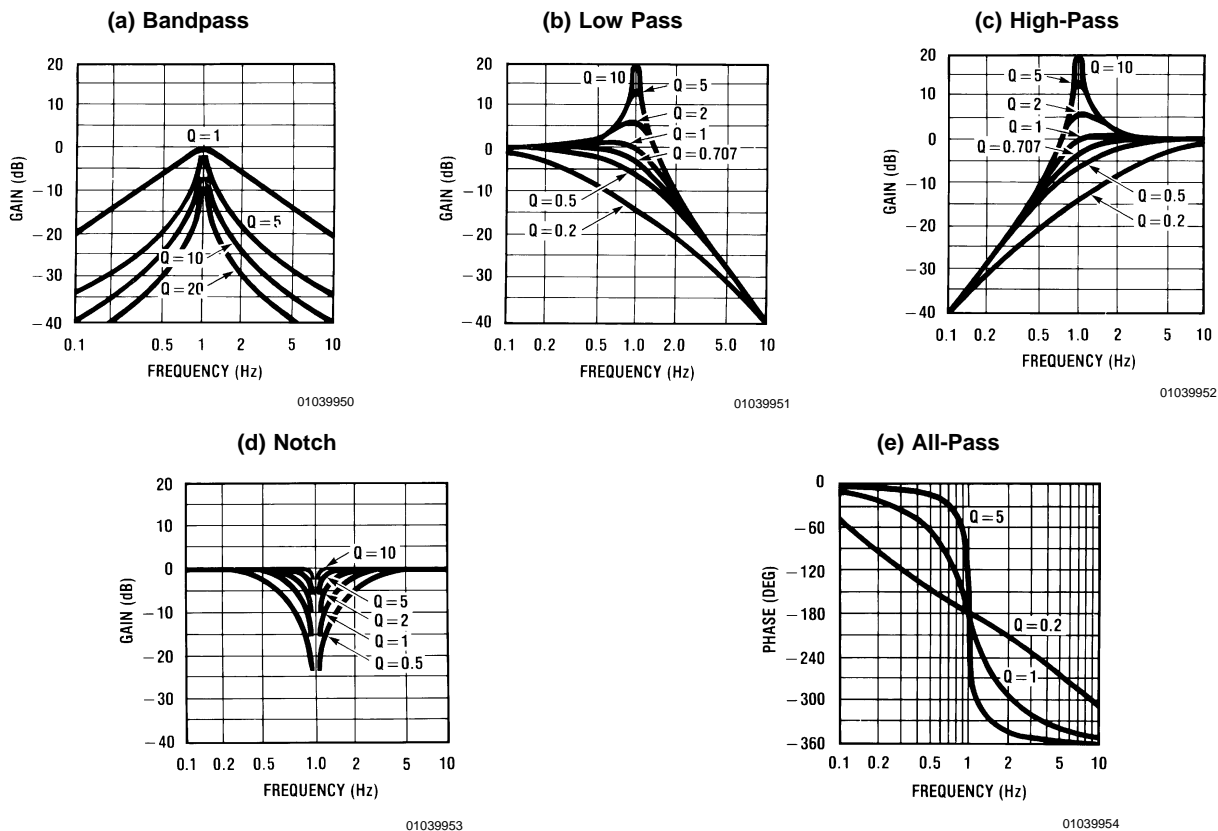 (a) Bandpass
20
10
0
−10
−20
−30
−40
GAIN (dB)
Q = 1
Q = 5
Q = 10
Q = 20
0.1 0.2 0.5 1 2 5 10
FREQUENCY (Hz)
01039950
(b) Low Pass
20
10
0
−10
−20
−30
−40
GAIN (dB)
Q = 10
Q = 5
Q = 2
Q = 1
Q = 0.707
Q = 0.5
Q = 0.2
0.1 0.2 0.5 1.0 2.0 5.0 10
FREQUENCY (Hz)
01039951
(c) High-Pass
20
10
0
−10
−20
−30
−40
GAIN (dB)
Q = 5
Q = 10
Q = 2
Q = 1
Q =
0.707
Q = 0.5
Q = 0.2
0.1 0.2 0.5 1.0 2.0 5.0 10
FREQUENCY (Hz)
01039952
(d) Notch
20
10
0
−10
−20
−30
−40
GAIN (dB)
Q = 10
Q = 5
Q = 2
Q = 1
Q = 0.5
0.1 0.2 0.5 1.0 2 5 10
FREQUENCY (Hz)
01039953
(e) All-Pass
0
−60
−120
−180
−240
−300
−360
PHASE (DEG)
Q = 5
Q = 0.2
Q = 1
0.1 0.2 0.5 1 2 5 10
FREQUENCY (Hz)
01039954